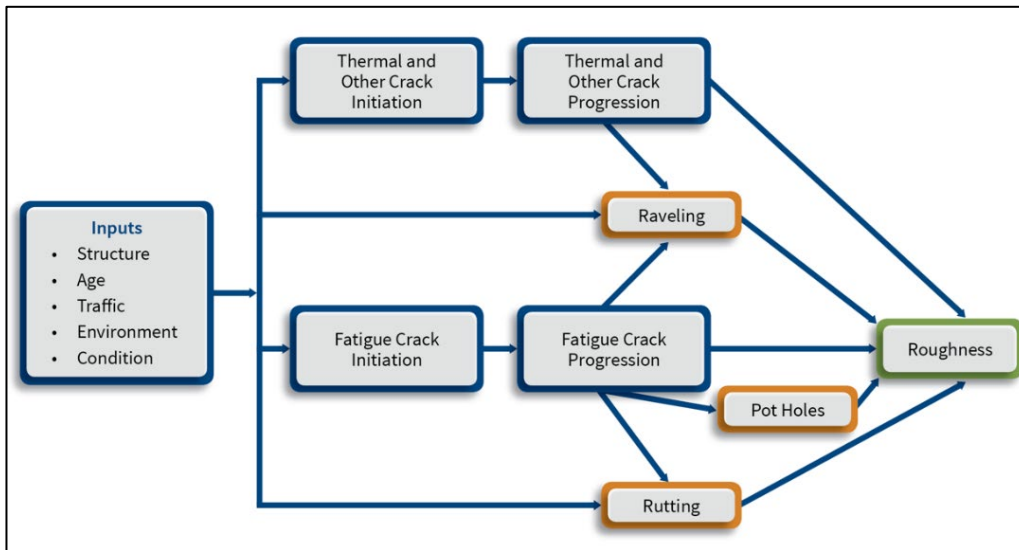 Thermal and
Other Crack
Initiation
Thermal and
Other Crack
Progression
Raveling
Inputs
• Structure
• Age
• Traffic
• Environment
• Condition
Fatigue Crack
Initiation
Fatigue Crack
Progression
Roughness
Pot Holes
Rutting